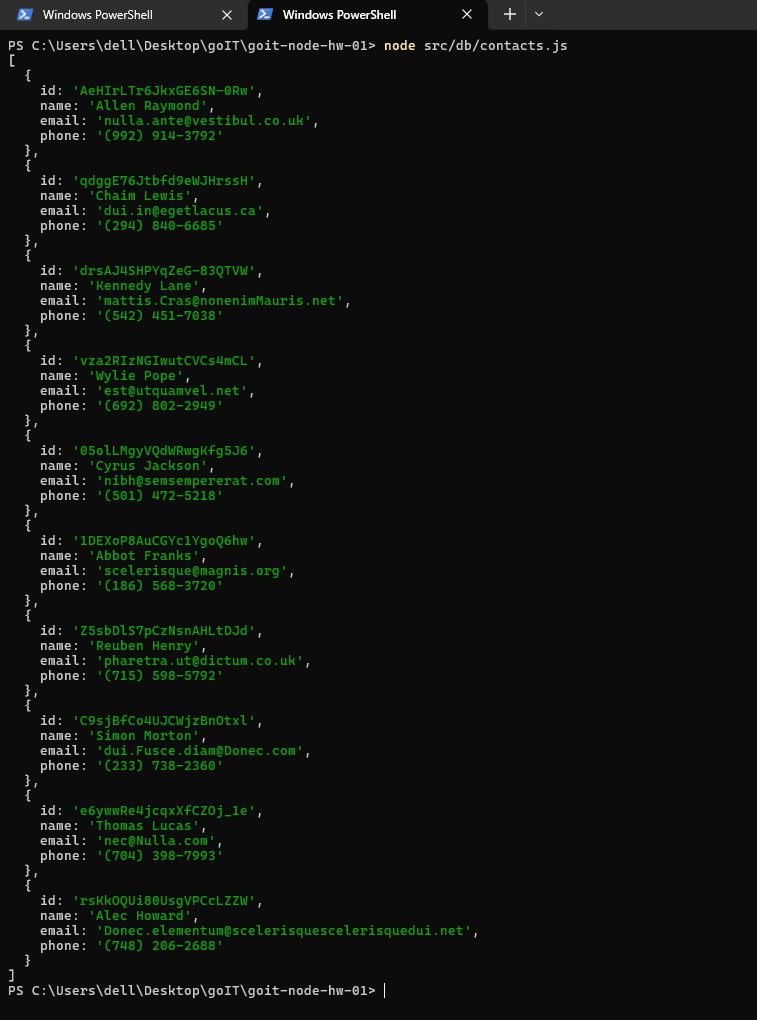 Windows PowerShell
Windows PowerShell
PS C:\Users\dell\Desktop\goIT\goit-node-hw-01> node src/db/contacts.js
[
  {
    id: 'AeHIrLTr6JkxGE6SN-0Rw',
    name: 'Allen Raymond',
    email: 'nulla.ante@vestibul.co.uk',
    phone: '(992) 914-3792'
  },
  {
    id: 'qdggE76Jtbfd9eWJHrssH',
    name: 'Chaim Lewis',
    email: 'dui.in@egetlacus.ca',
    phone: '(294) 840-6685'
  },
  {
    id: 'drsAJ4SHPYqZeG-83QTVW',
    name: 'Kennedy Lane',
    email: 'mattis.Cras@nonenimMauris.net',
    phone: '(542) 451-7038'
  },
  {
    id: 'vza2RIzNGIwutCVCs4mCL',
    name: 'Wylie Pope',
    email: 'est@utquamvel.net',
    phone: '(692) 802-2949'
  },
  {
    id: '05olLMgyVQdWRwgKfg5J6',
    name: 'Cyrus Jackson',
    email: 'nibh@semsempererat.com',
    phone: '(501) 472-5218'
  },
  {
    id: '1DEXoP8AuCGYc1YgoQ6hw',
    name: 'Abbot Franks',
    email: 'scelerisque@magnis.org',
    phone: '(186) 568-3720'
  },
  {
    id: 'Z5sbDlS7pCzNsnAHLtDJd',
    name: 'Reuben Henry',
    email: 'pharetra.ut@dictum.co.uk',
    phone: '(715) 598-5792'
  },
  {
    id: 'C9sjBfCo4UJCWjzBnOtxl',
    name: 'Simon Morton',
    email: 'dui.Fusce.diam@Donec.com',
    phone: '(233) 738-2360'
  },
  {
    id: 'e6ywwRe4jcqxXfCZOj_1e',
    name: 'Thomas Lucas',
    email: 'nec@Nulla.com',
    phone: '(704) 398-7993'
  },
  {
    id: 'rsKkOQUi80UsgVPCcLZZW',
    name: 'Alec Howard',
    email: 'Donec.elementum@scelerisquescelerisquedui.net',
    phone: '(748) 206-2688'
  }
]
PS C:\Users\dell\Desktop\goIT\goit-node-hw-01>